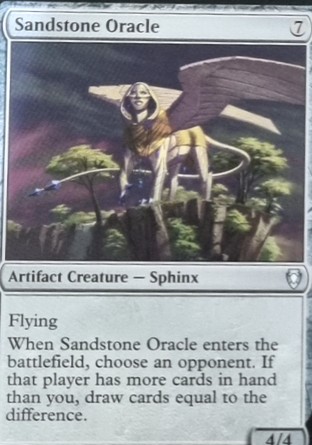 Sandstone Oracle 7
Artifact Creature — Sphinx
Flying
When Sandstone Oracle enters the
battlefield, choose an opponent. If
that player has more cards in hand
than you, draw cards equal to the
difference.
4/4